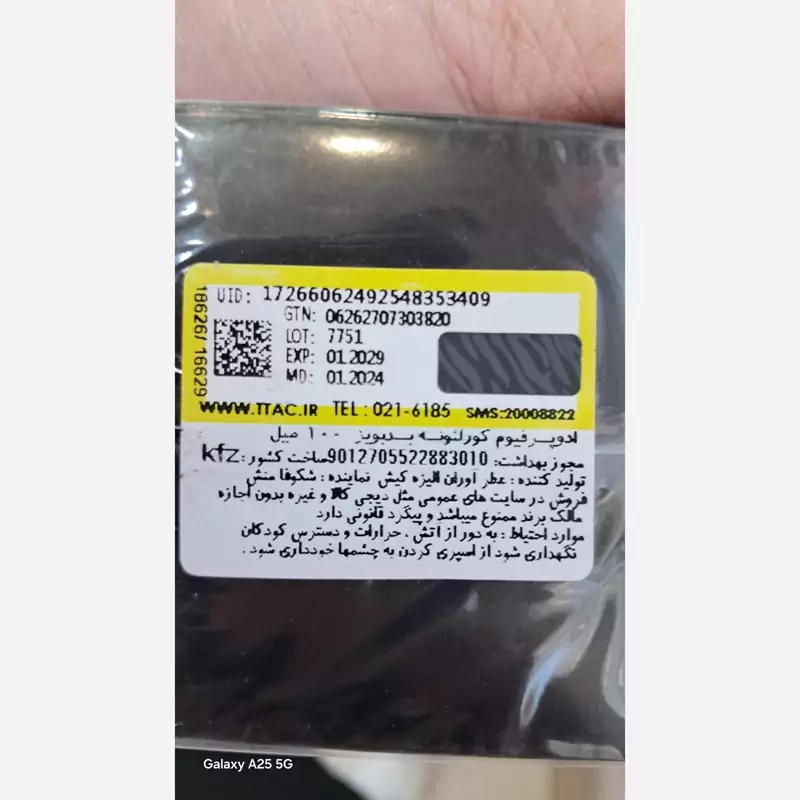 UID: 17266062492548353409
GTN: 06262707303820
LOT: 7751
EXP: 01.2029
MD: 01.2024
18626/ 16629
WWW.TTAC.IR TEL : 021-6185 SMS:20008822
ادوپرفیوم کورلئونه بدبویز ۱۰۰ میل
مجوز بهداشت: 9012705522883010ساخت کشور: kfz
تولید کننده : عطر اوران الیزه کیش نماینده : شکوفا منش
فروش در سایت های عمومی مثل دیجی کالا و غیره بدون اجازه
مالک برند ممنوع میباشد و پیگرد قانونی دارد
موارد احتیاط : به دور از اتش , حرارات و دسترس کودکان
نگهداری شود از اسپری کردن به چشمها خودداری شود .
Galaxy A25 5G